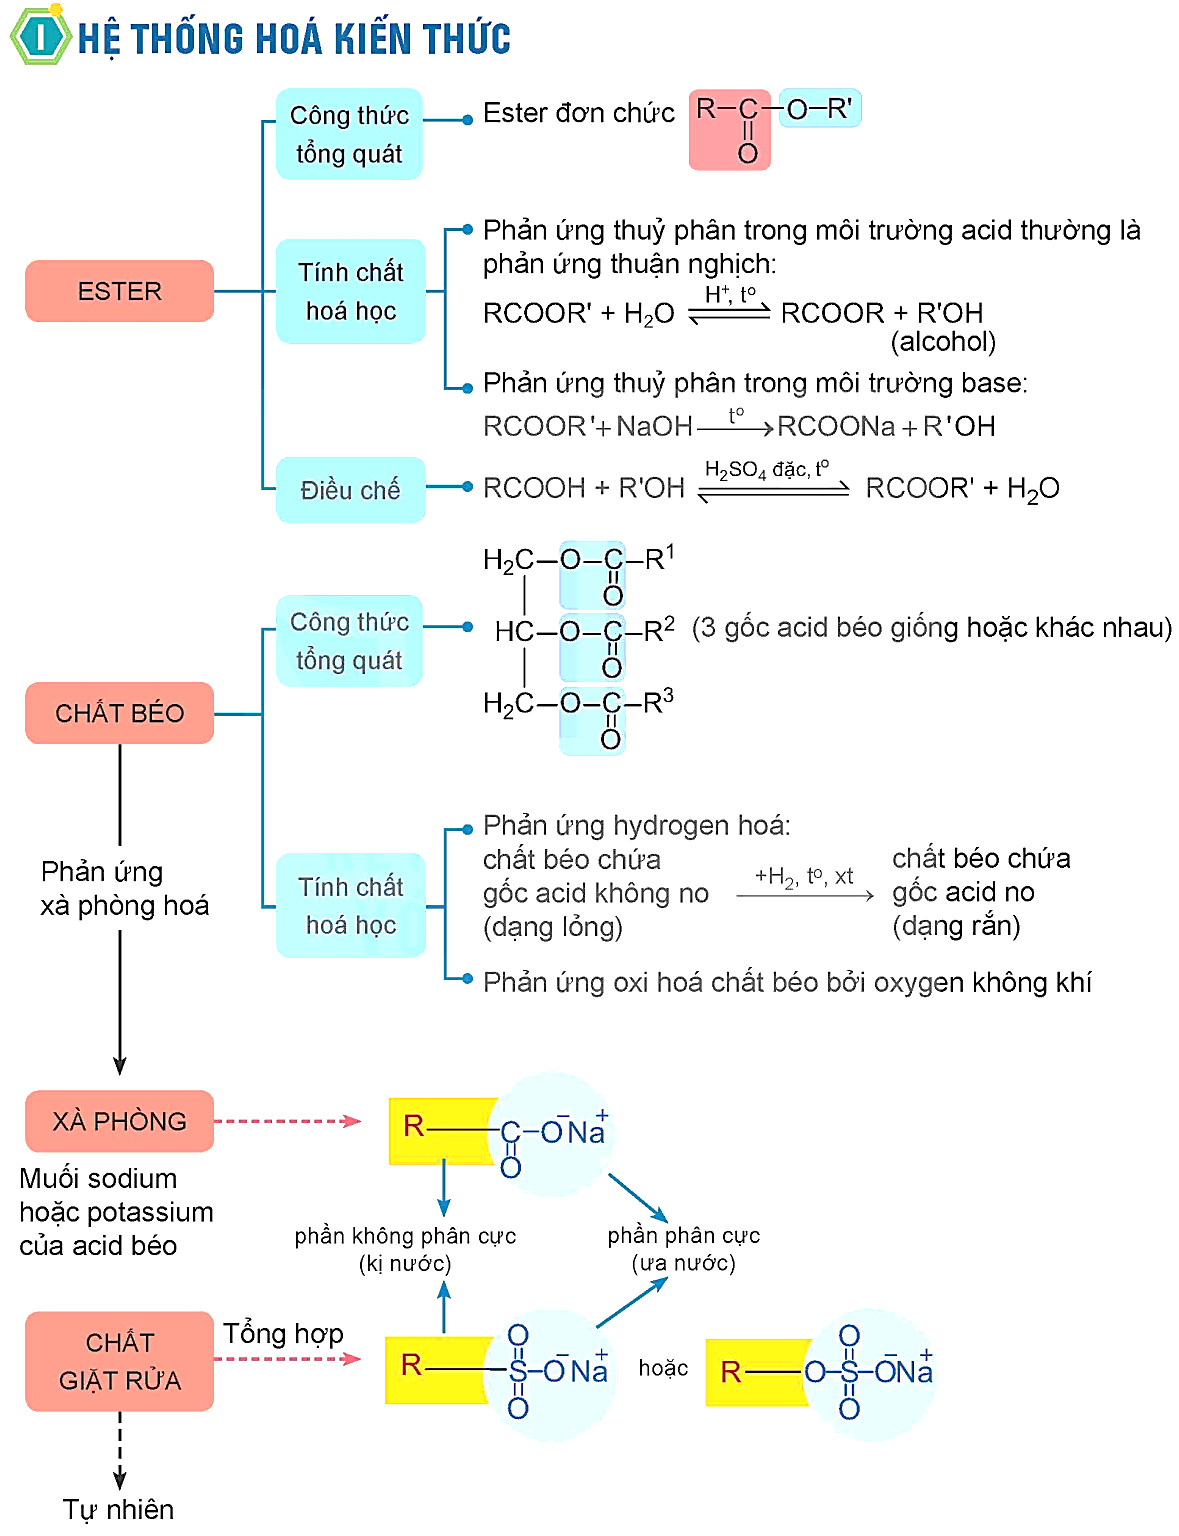 I HỆ THỐNG HOÁ KIẾN THỨC
Công thức
tổng quát
Ester đơn chức
R–C–O–R'
O
ESTER
Tính chất
hoá học
Phản ứng thuỷ phân trong môi trường acid thường là
phản ứng thuận nghịch:
RCOOR' + H₂O ⇌ RCOOR + R'OH
H⁺, tº
(alcohol)
Phản ứng thuỷ phân trong môi trường base:
RCOOR' + NaOH ⟶ RCOONa + R'OH
tº
Điều chế
RCOOH + R'OH ⇌ RCOOR' + H₂O
H₂SO₄ đặc, tº
CHẤT BÉO
Công thức
tổng quát
H₂C–O–C–R¹
O
HC–O–C–R² (3 gốc acid béo giống hoặc khác nhau)
O
H₂C–O–C–R³
O
Tính chất
hoá học
Phản ứng hydrogen hoá:
chất béo chứa
gốc acid không no
(dạng lỏng)
+H₂, tº, xt
chất béo chứa
gốc acid no
(dạng rắn)
Phản ứng oxi hoá chất béo bởi oxygen không khí
Phản ứng
xà phòng hoá
XÀ PHÒNG
Muối sodium
hoặc potassium
của acid béo
R–C–O⁻Na⁺
O
phần không phân cực
(kị nước)
phần phân cực
(ưa nước)
CHẤT
GIẶT RỬA
Tổng hợp
O
R–S–O⁻Na⁺
O
hoặc
O
R–O–S–O⁻Na⁺
O
Tự nhiên